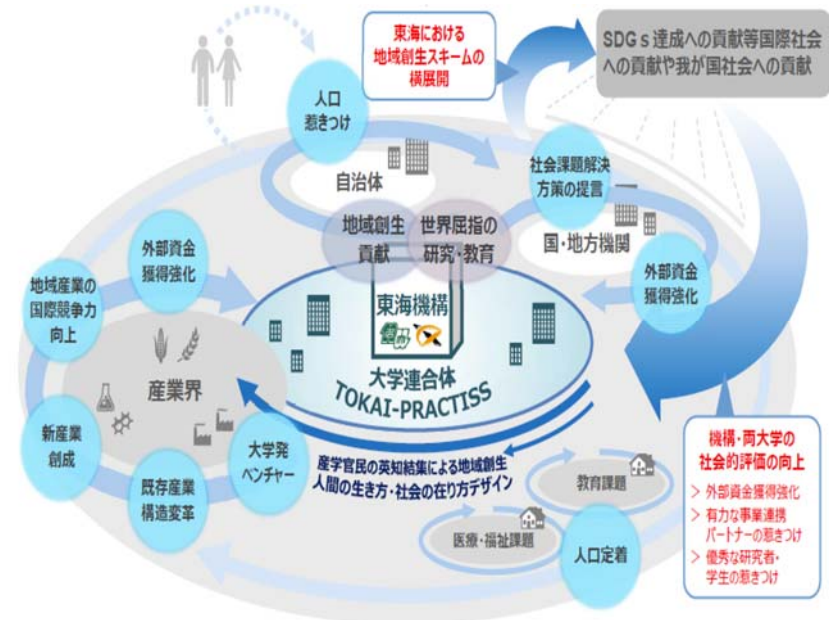 東海における
地域創生スキームの
横展開
SDGs達成への貢献等国際社会
への貢献や我が国社会への貢献
人口
惹きつけ
自治体
社会課題解決
方策の提言
国・地方機関
地域創生
貢献
世界屈指の
研究・教育
外部資金
獲得強化
外部資金
獲得強化
地域産業の
国際競争力
向上
東海機構
大学連合体
TOKAI-PRACTISS
産業界
新産業
創成
既存産業
構造変革
大学発
ベンチャー
産学官民の英知結集による地域創生
人間の生き方・社会の在り方デザイン
教育課題
医療・福祉課題
人口定着
機構・両大学の
社会的評価の向上
> 外部資金獲得強化
> 有力な事業連携
パートナーの惹きつけ
> 優秀な研究者・
学生の惹きつけ